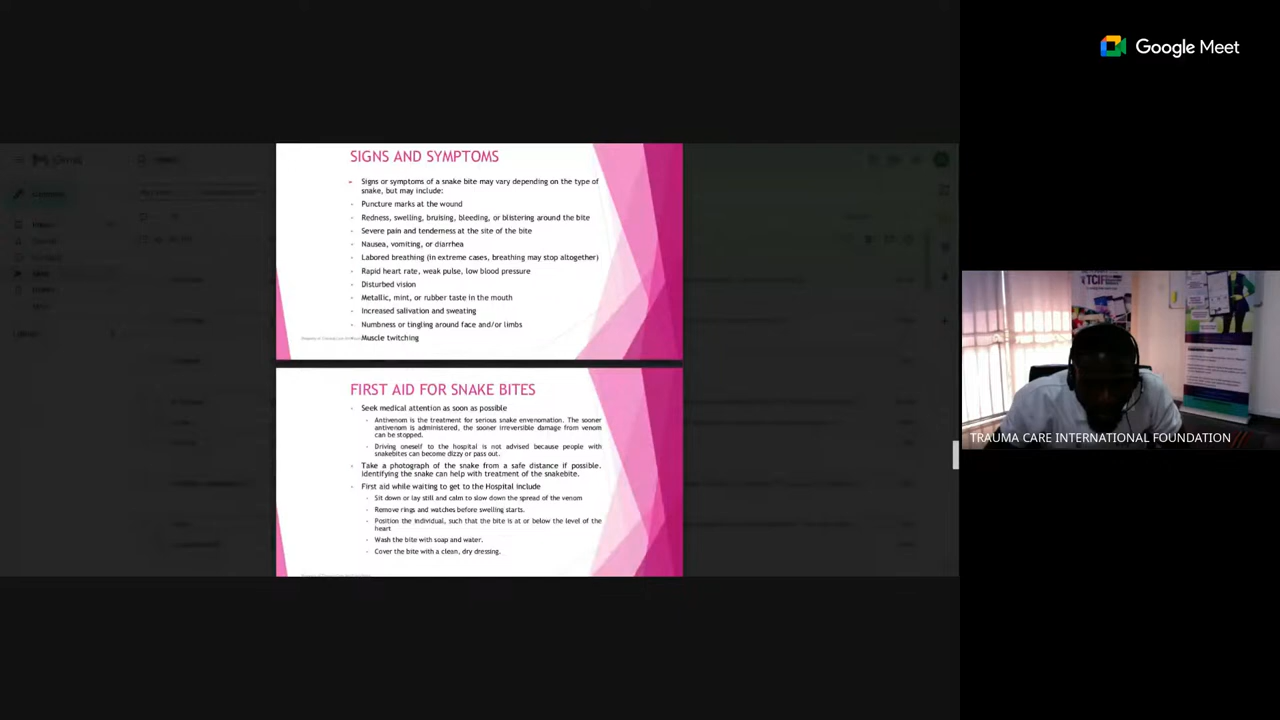 Google Meet
SIGNS AND SYMPTOMS
Signs or symptoms of a snake bite may vary depending on the type of
snake, but may include:
- Puncture marks at the wound
- Redness, swelling, bruising, bleeding, or blistering around the bite
- Severe pain and tenderness at the site of the bite
- Nausea, vomiting, or diarrhea
- Labored breathing (in extreme cases, breathing may stop altogether)
- Rapid heart rate, weak pulse, low blood pressure
- Disturbed vision
- Metallic, mint, or rubber taste in the mouth
- Increased salivation and sweating
- Numbness or tingling around face and/or limbs
- Muscle twitching
FIRST AID FOR SNAKE BITES
- Seek medical attention as soon as possible
- Antivenom is the treatment for serious snake envenomation. The sooner
antivenom is administered, the sooner irreversible damage from venom
can be stopped.
- Driving oneself to the hospital is not advised because people with
snakebites can become dizzy or pass out.
- Take a photograph of the snake from a safe distance if possible.
Identifying the snake can help with treatment of the snakebite.
- First aid while waiting to get to the Hospital include
- Sit down or lay still and calm to slow down the spread of the venom
- Remove rings and watches before swelling starts.
- Position the individual, such that the bite is at or below the level of the
heart
- Wash the bite with soap and water.
- Cover the bite with a clean, dry dressing.
TCIF
TRAUMA CARE INTERNATIONAL FOUNDATION